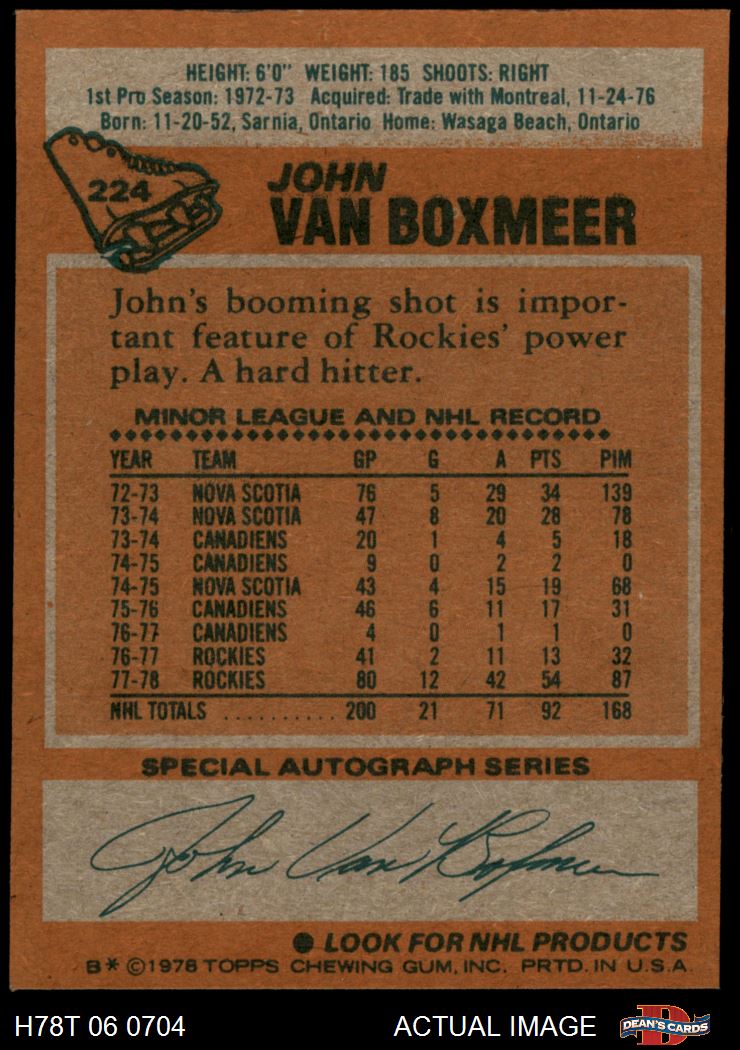 HEIGHT: 6'0" WEIGHT: 185 SHOOTS: RIGHT
1st Pro Season: 1972-73 Acquired: Trade with Montreal, 11-24-76
Born: 11-20-52, Sarnia, Ontario Home: Wasaga Beach, Ontario
224
JOHN
VAN BOXMEER
John's booming shot is impor-
tant feature of Rockies' power
play. A hard hitter.
MINOR LEAGUE AND NHL RECORD
YEAR TEAM GP G A PTS PIM
72-73 NOVA SCOTIA 76 5 29 34 139
73-74 NOVA SCOTIA 47 8 20 28 78
73-74 CANADIENS 20 1 4 5 18
74-75 CANADIENS 9 0 2 2 0
74-75 NOVA SCOTIA 43 4 15 19 68
75-76 CANADIENS 46 6 11 17 31
76-77 CANADIENS 4 0 1 1 0
76-77 ROCKIES 41 2 11 13 32
77-78 ROCKIES 80 12 42 54 87
NHL TOTALS .......... 200 21 71 92 168
SPECIAL AUTOGRAPH SERIES
John Van Boxmeer
● LOOK FOR NHL PRODUCTS
B* ©1978 TOPPS CHEWING GUM, INC. PRTD. IN U.S.A.
H78T 06 0704 ACTUAL IMAGE D DEAN'S CARDS